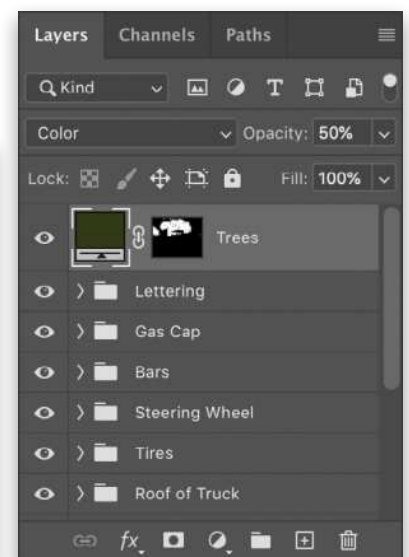 Layers Channels Paths
Kind T
Color Opacity: 50%
Lock: Fill: 100%
Trees
Lettering
Gas Cap
Bars
Steering Wheel
Tires
Roof of Truck
fx